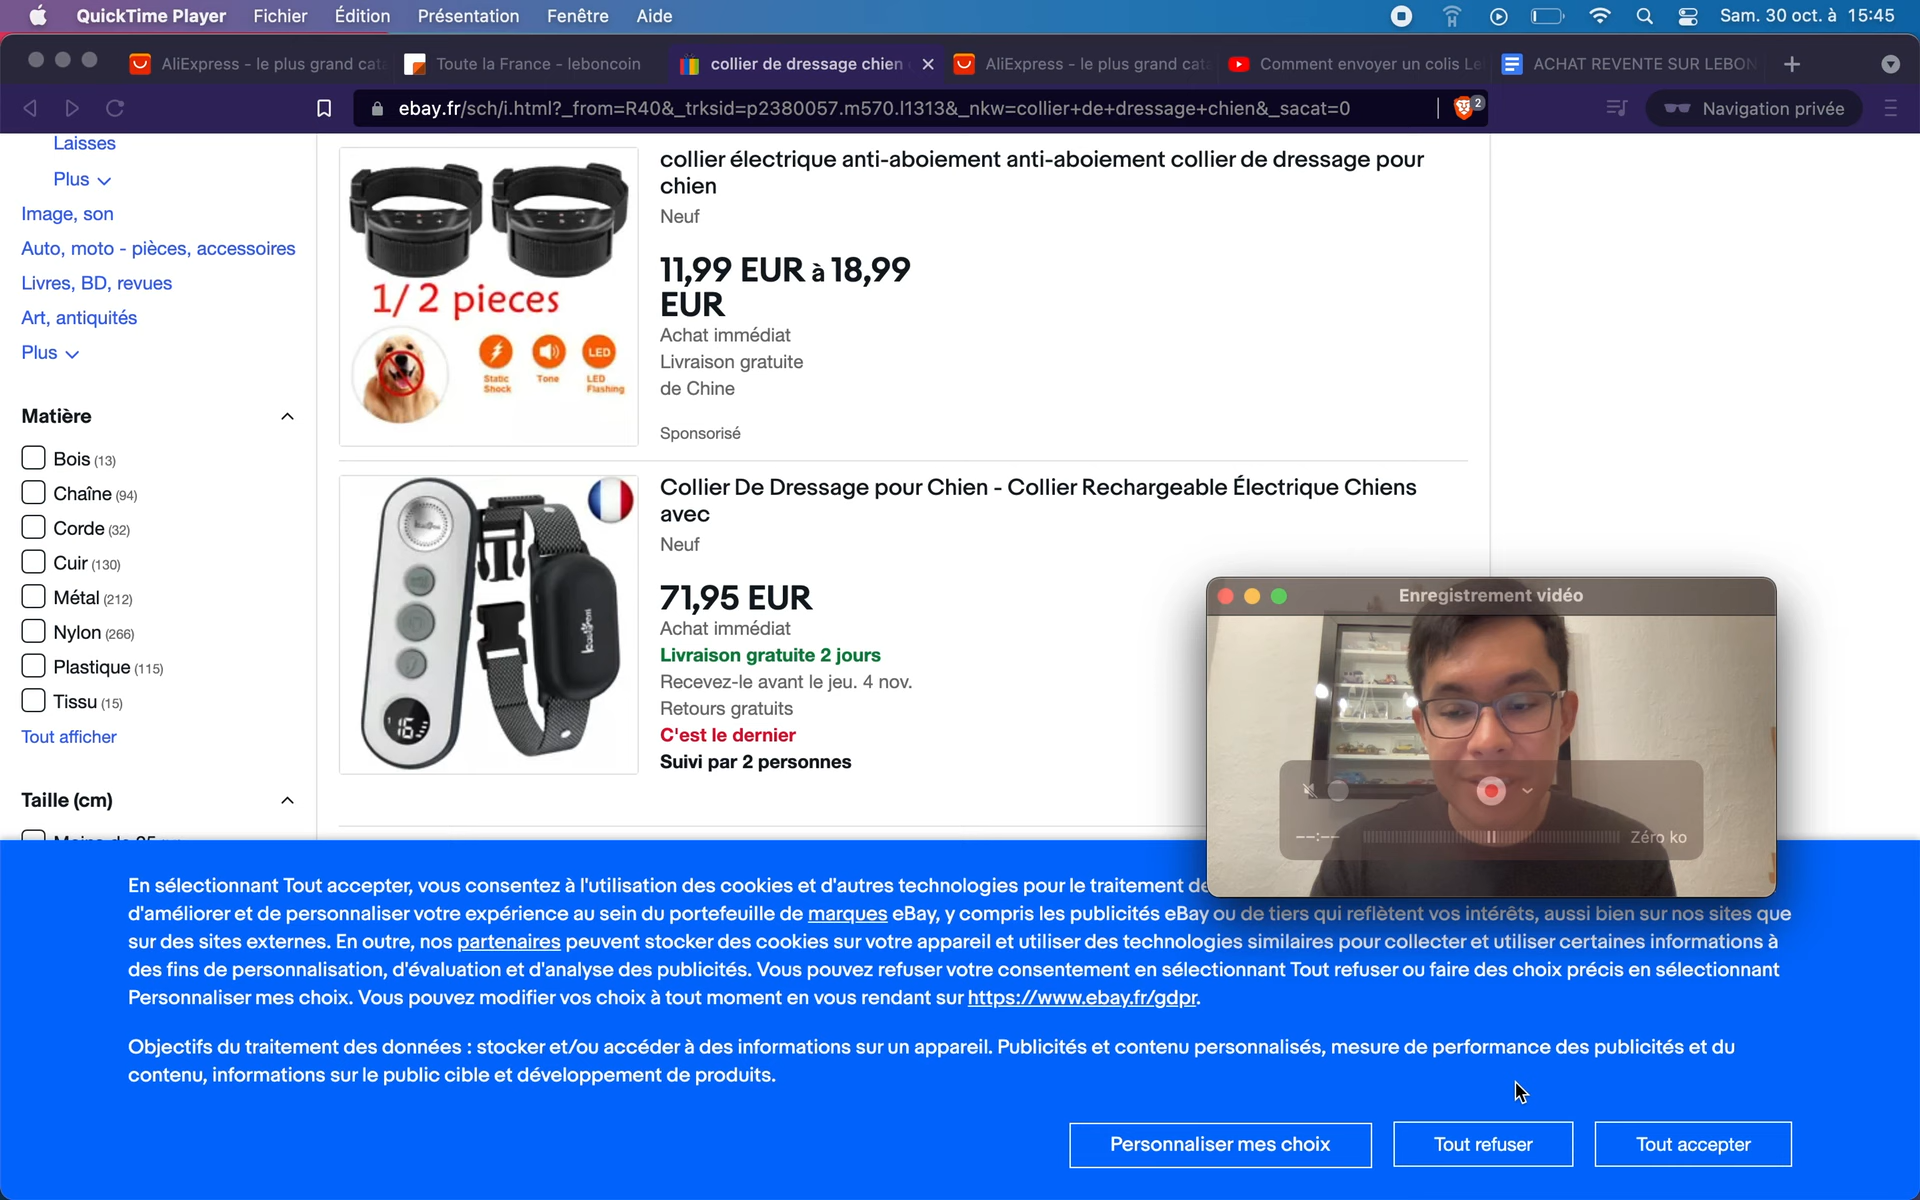 QuickTime Player Fichier Édition Présentation Fenêtre Aide Sam. 30 oct. à 15:45
AliExpress - le plus grand cata Toute la France - leboncoin collier de dressage chien AliExpress - le plus grand cata Comment envoyer un colis Le ACHAT REVENTE SUR LEBON
ebay.fr/sch/i.html?_from=R40&_trksid=p2380057.m570.l1313&_nkw=collier+de+dressage+chien&_sacat=0 2 Navigation privée
Laisses
Plus
Image, son
Auto, moto - pièces, accessoires
Livres, BD, revues
Art, antiquités
Plus
Matière
Bois (13)
Chaîne (94)
Corde (32)
Cuir (130)
Métal (212)
Nylon (266)
Plastique (115)
Tissu (15)
Tout afficher
Taille (cm)
1/ 2 pieces
Static Tone LED
Shock Flashing
LED
collier électrique anti-aboiement anti-aboiement collier de dressage pour
chien
Neuf
11,99 EUR à 18,99
EUR
Achat immédiat
Livraison gratuite
de Chine
Sponsorisé
16
Collier De Dressage pour Chien - Collier Rechargeable Électrique Chiens
avec
Neuf
71,95 EUR
Achat immédiat
Livraison gratuite 2 jours
Recevez-le avant le jeu. 4 nov.
Retours gratuits
C'est le dernier
Suivi par 2 personnes
Enregistrement vidéo
--:-- Zéro ko
En sélectionnant Tout accepter, vous consentez à l'utilisation des cookies et d'autres technologies pour le traitement de
d'améliorer et de personnaliser votre expérience au sein du portefeuille de marques eBay, y compris les publicités eBay ou de tiers qui reflètent vos intérêts, aussi bien sur nos sites que
sur des sites externes. En outre, nos partenaires peuvent stocker des cookies sur votre appareil et utiliser des technologies similaires pour collecter et utiliser certaines informations à
des fins de personnalisation, d'évaluation et d'analyse des publicités. Vous pouvez refuser votre consentement en sélectionnant Tout refuser ou faire des choix précis en sélectionnant
Personnaliser mes choix. Vous pouvez modifier vos choix à tout moment en vous rendant sur https://www.ebay.fr/gdpr.
Objectifs du traitement des données : stocker et/ou accéder à des informations sur un appareil. Publicités et contenu personnalisés, mesure de performance des publicités et du
contenu, informations sur le public cible et développement de produits.
Personnaliser mes choix Tout refuser Tout accepter